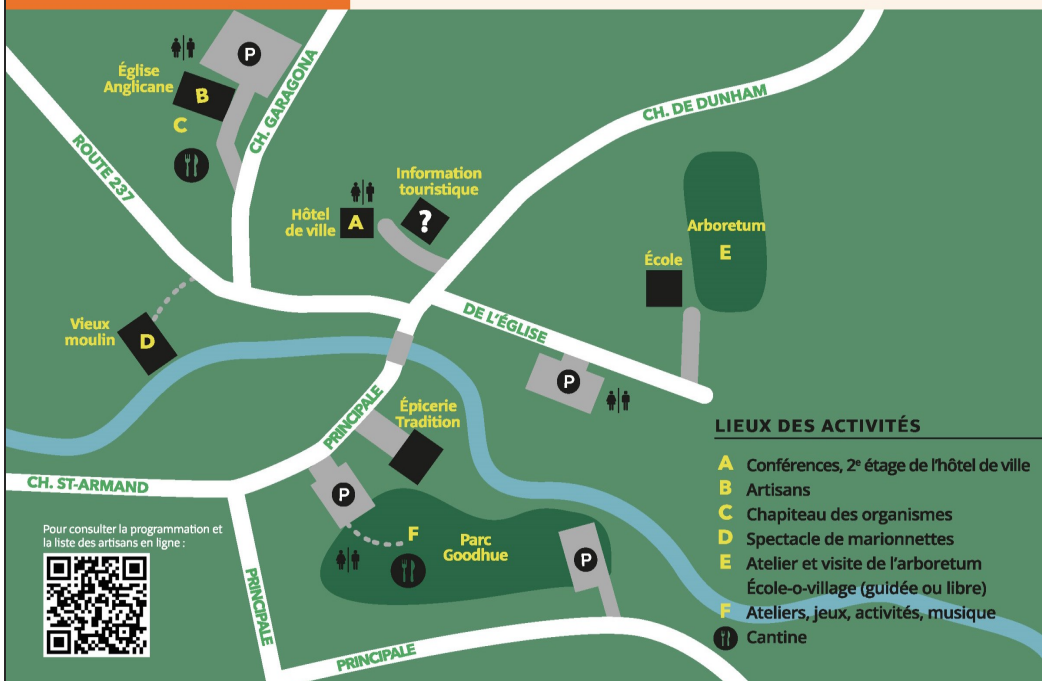 P
Église
Anglicane
B
C
CH. GARAGONA
ROUTE 237
CH. DE DUNHAM
Information
touristique
?
Hôtel
de ville
A
Arboretum
E
École
DE L'ÉGLISE
P
Vieux
moulin
D
PRINCIPALE
Épicerie
Tradition
CH. ST-ARMAND
P
F
Parc
Goodhue
P
PRINCIPALE
PRINCIPALE
Pour consulter la programmation et
la liste des artisans en ligne :
LIEUX DES ACTIVITÉS
A Conférences, 2e étage de l'hôtel de ville
B Artisans
C Chapiteau des organismes
D Spectacle de marionnettes
E Atelier et visite de l'arboretum
École-o-village (guidée ou libre)
F Ateliers, jeux, activités, musique
Cantine